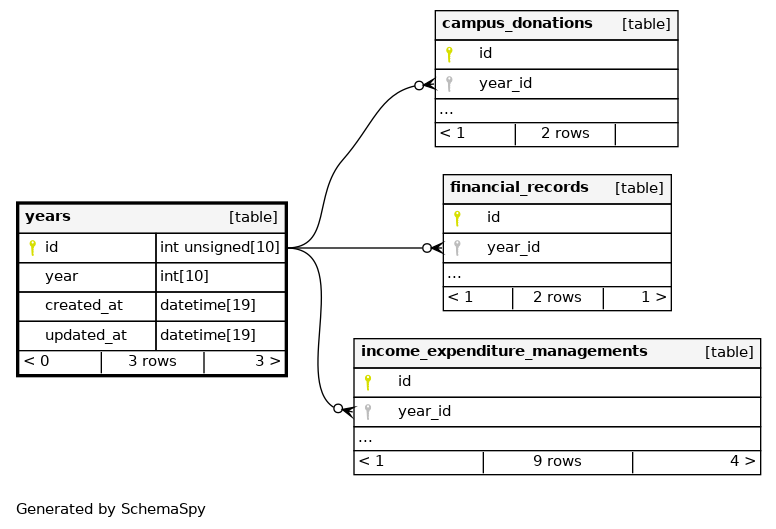 campus_donations [table]
id
year_id
...
< 1 2 rows
financial_records [table]
id
year_id
...
< 1 2 rows 1 >
years [table]
id int unsigned[10]
year int[10]
created_at datetime[19]
updated_at datetime[19]
< 0 3 rows 3 >
income_expenditure_managements [table]
id
year_id
...
< 1 9 rows 4 >
Generated by SchemaSpy